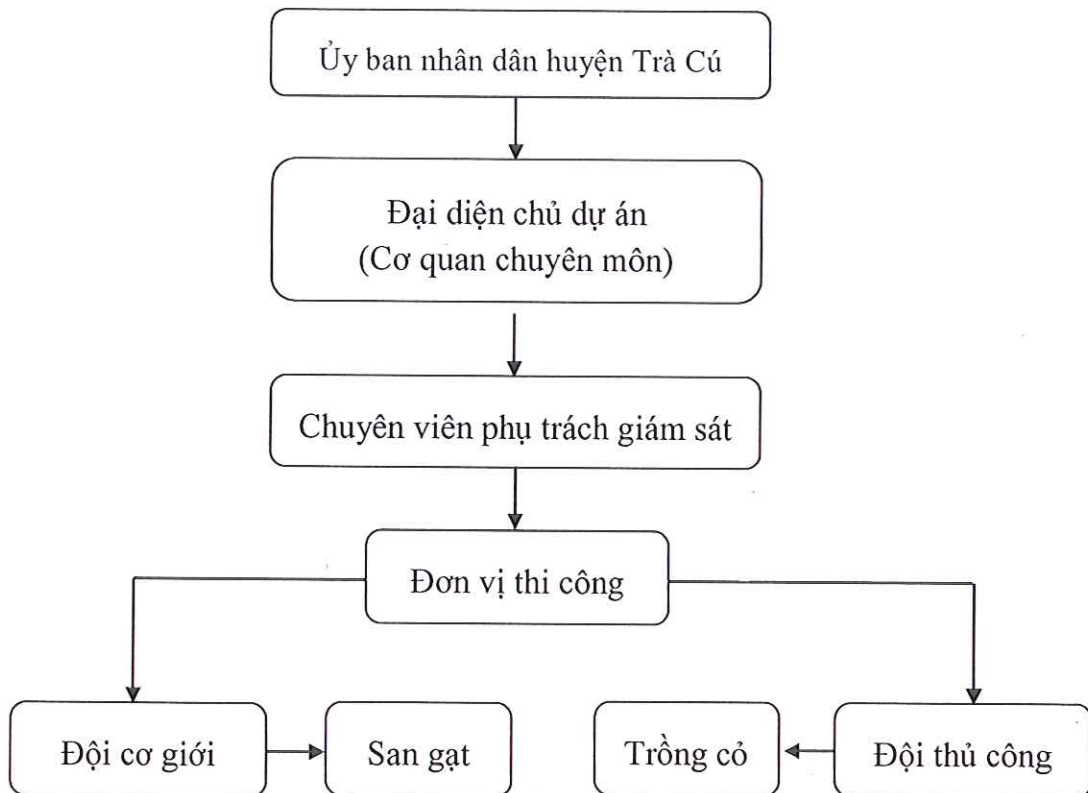 Ủy ban nhân dân huyện Trà Cú
Đại diện chủ dự án
(Cơ quan chuyên môn)
Chuyên viên phụ trách giám sát
Đơn vị thi công
Đội cơ giới
San gạt
Trồng cỏ
Đội thủ công